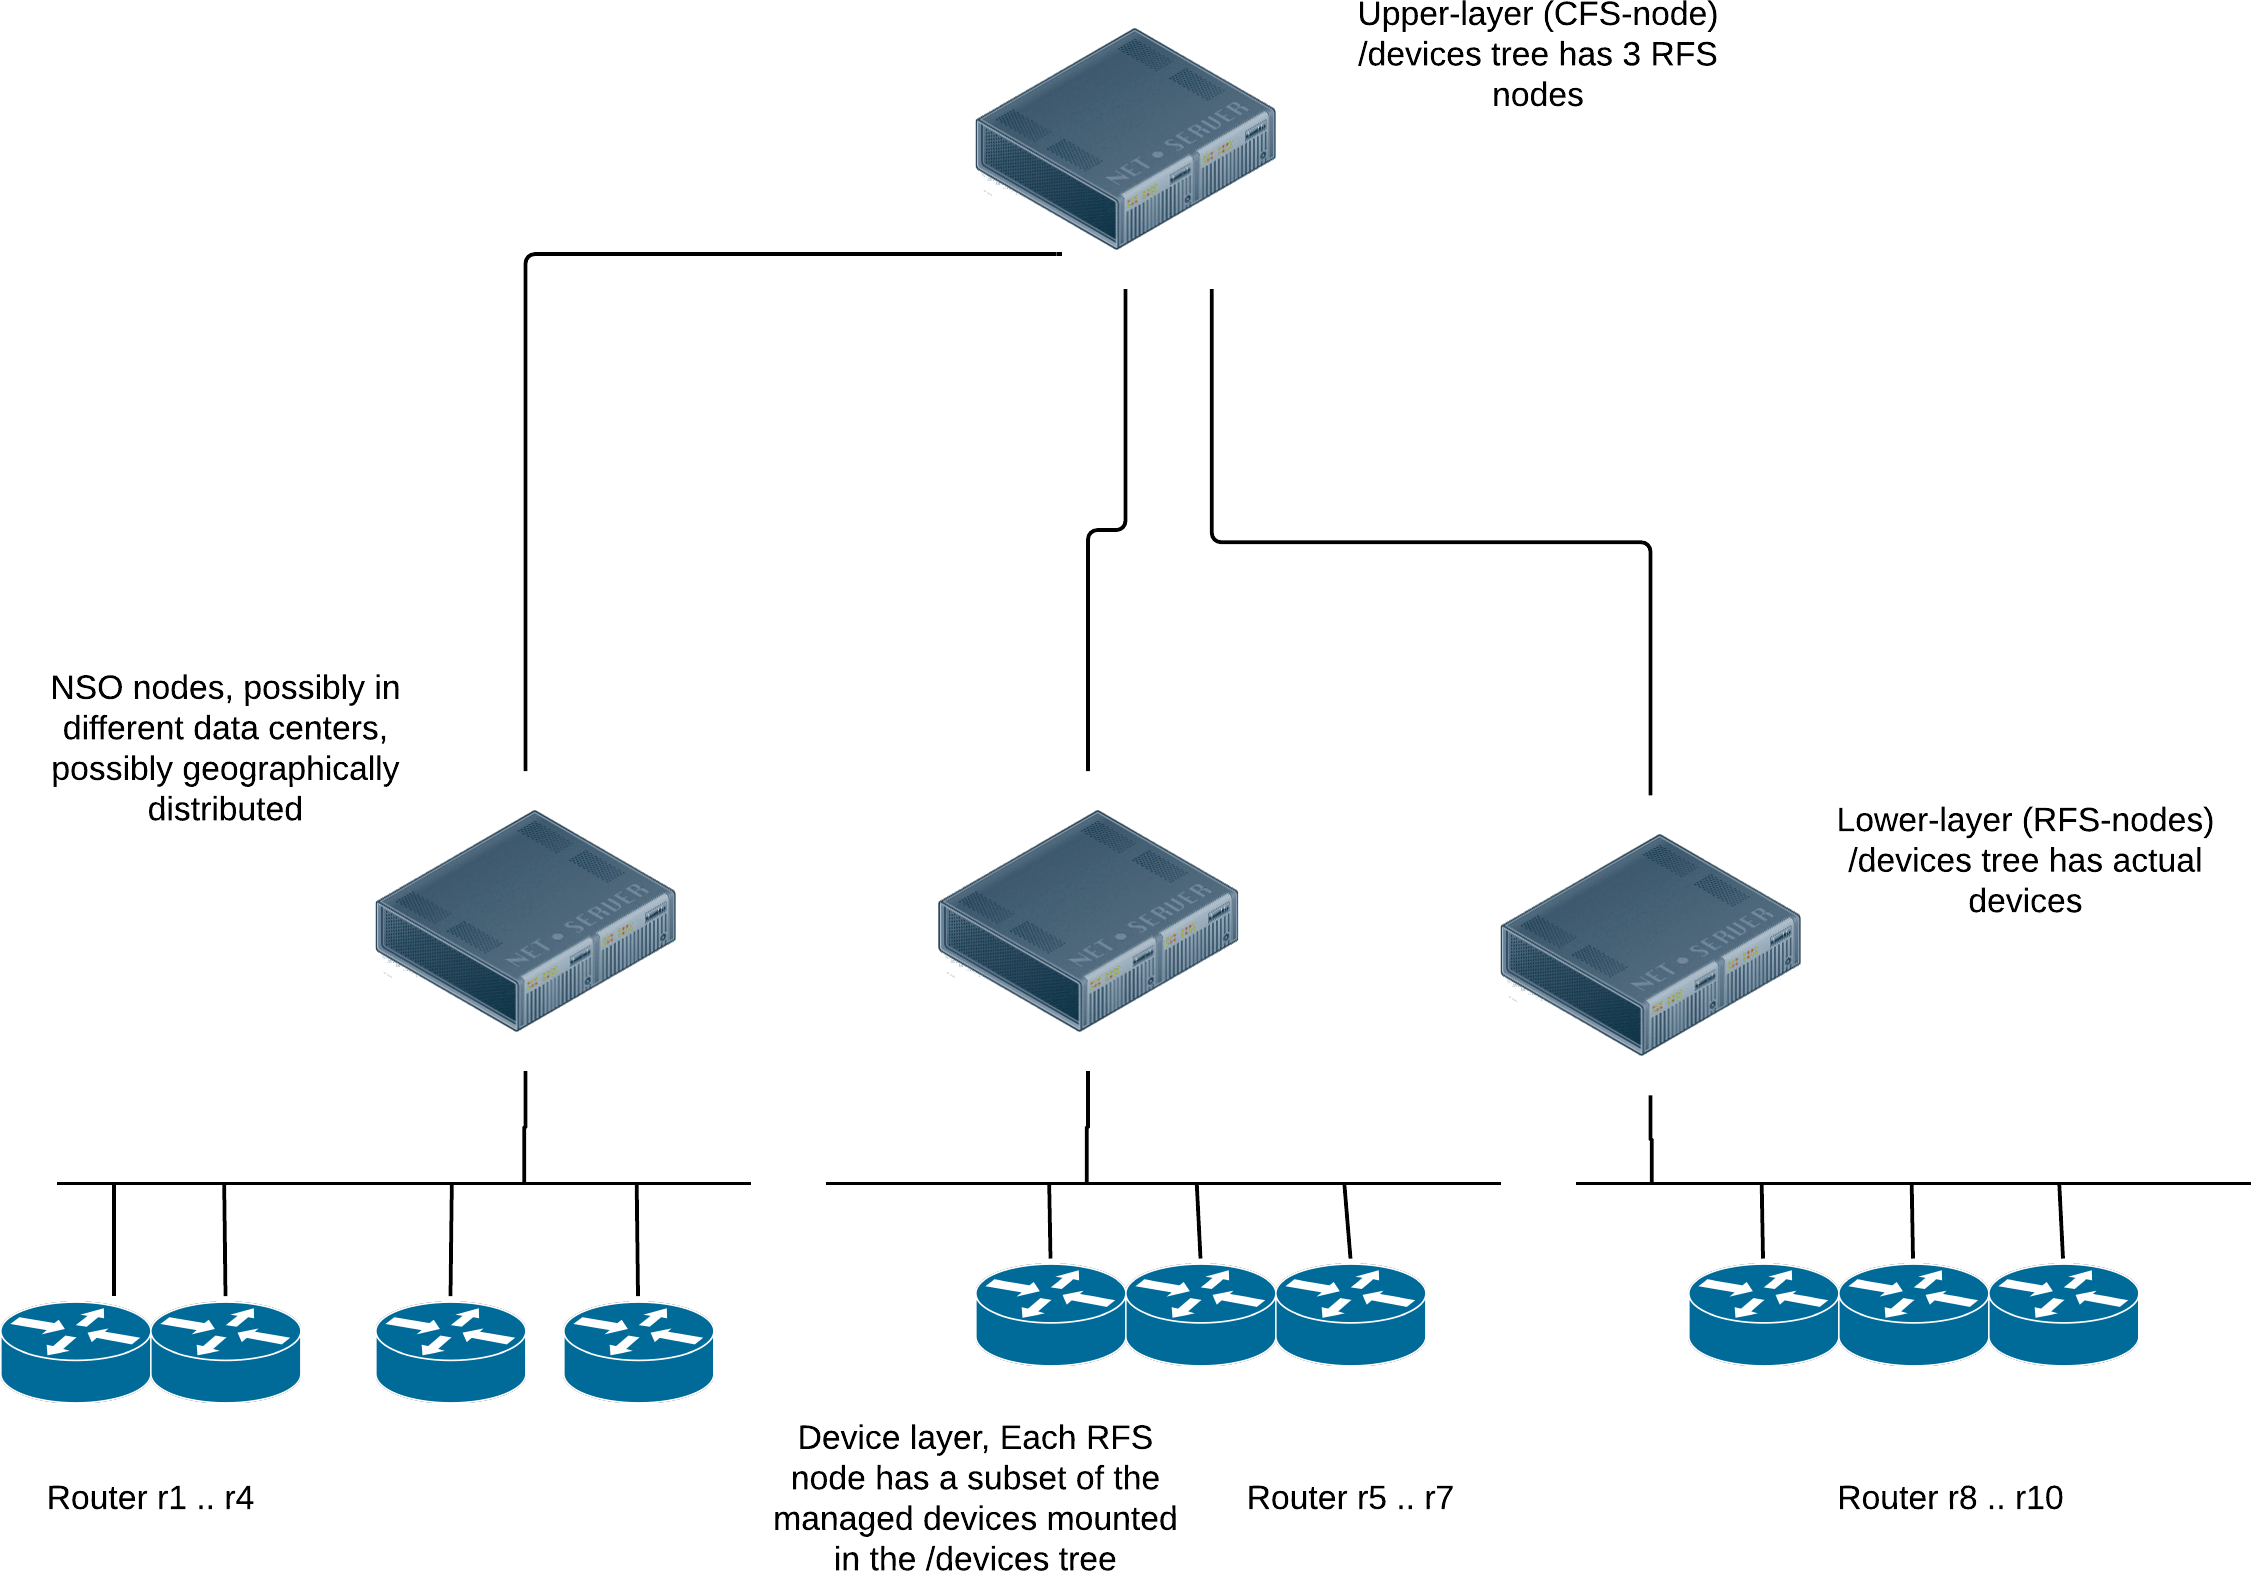 Upper-layer (CFS-node)
/devices tree has 3 RFS
nodes
NET • SERVER
NSO nodes, possibly in
different data centers,
possibly geographically
distributed
NET • SERVER
NET • SERVER
NET • SERVER
Lower-layer (RFS-nodes)
/devices tree has actual
devices
Router r1 .. r4
Device layer, Each RFS
node has a subset of the
managed devices mounted
in the /devices tree
Router r5 .. r7
Router r8 .. r10